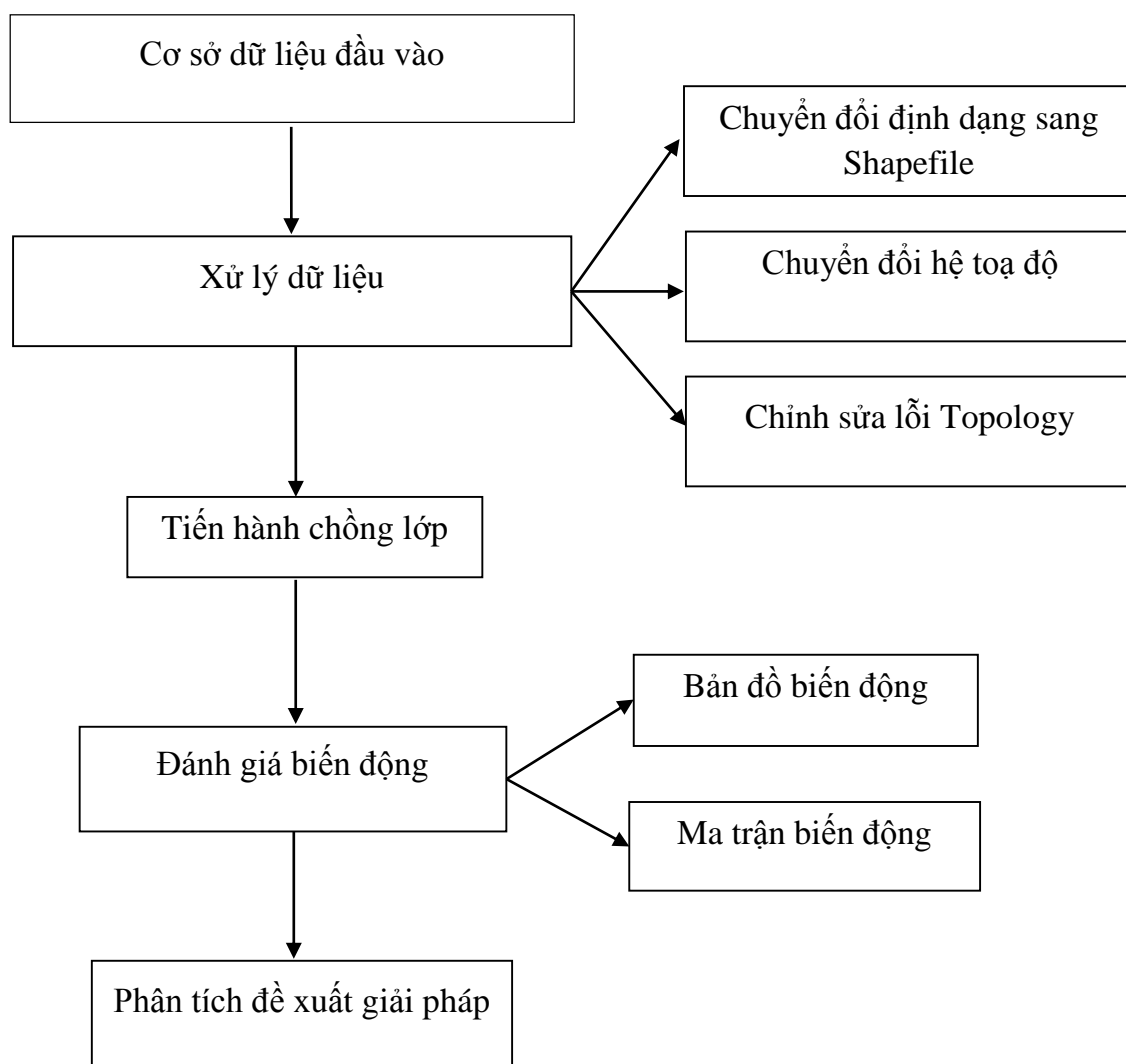 Cơ sở dữ liệu đầu vào
Chuyển đổi định dạng sang
Shapefile
Xử lý dữ liệu
Chuyển đổi hệ toạ độ
Chỉnh sửa lỗi Topology
Tiến hành chồng lớp
Bản đồ biến động
Đánh giá biến động
Ma trận biến động
Phân tích đề xuất giải pháp